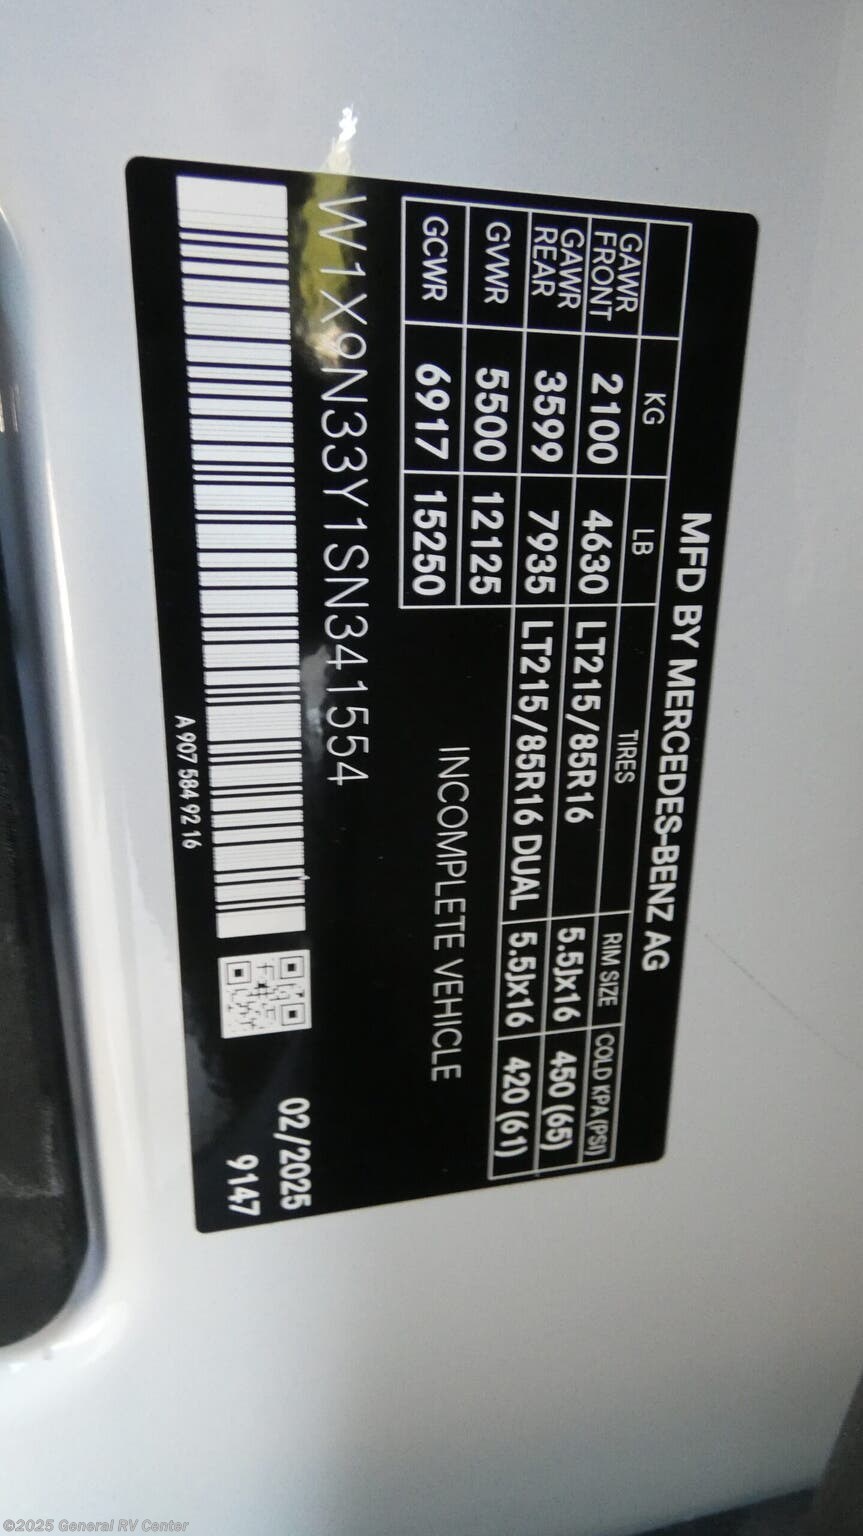 MFD BY MERCEDES-BENZ AG
KG LB TIRES RIM SIZE COLD KPA (PSI)
GAWR FRONT 2100 4630 LT215/85R16 5.5Jx16 450 (65)
GAWR REAR 3599 7935 LT215/85R16 DUAL 5.5Jx16 420 (61)
GVWR 5500 12125
GCWR 6917 15250
INCOMPLETE VEHICLE
W1X9N33Y1SN341554
02/2025
9147
A 907 584 92 16
©2025 General RV Center